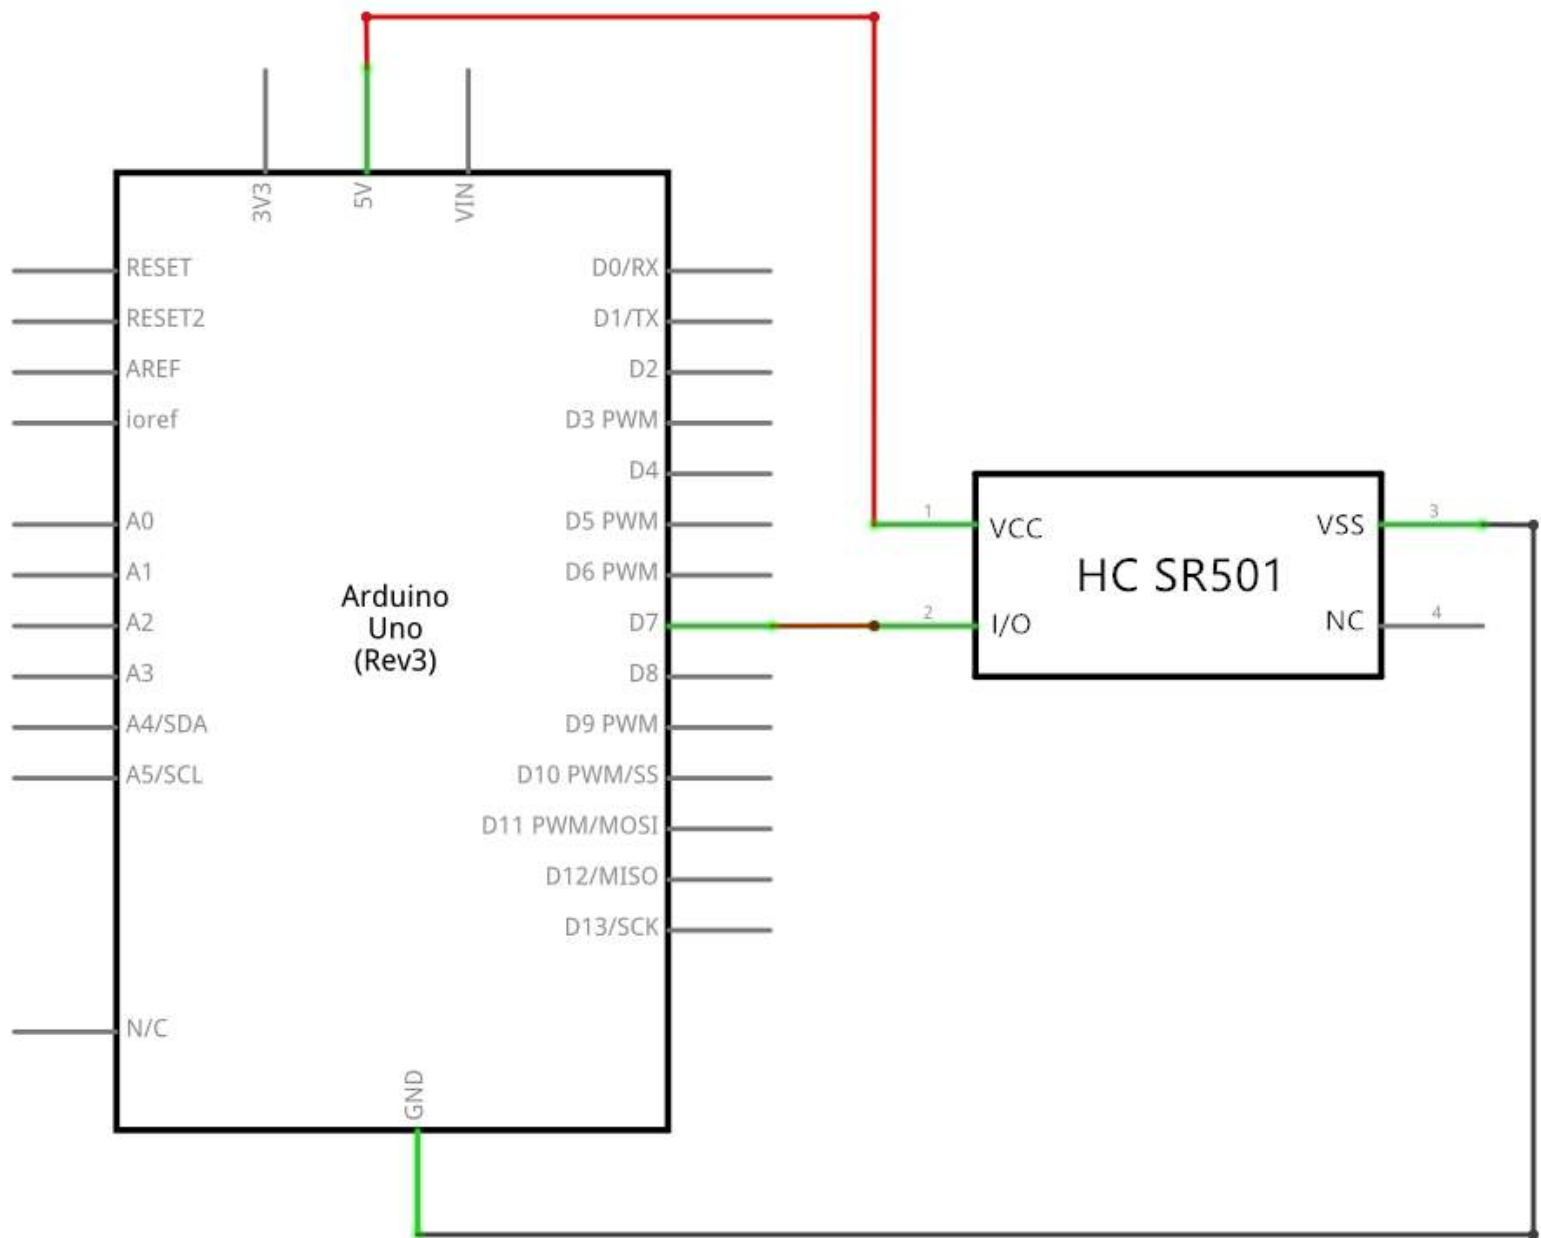 3V3
5V
VIN
RESET
RESET2
AREF
ioref
A0
A1
A2
A3
A4/SDA
A5/SCL
N/C
Arduino
Uno
(Rev3)
D0/RX
D1/TX
D2
D3 PWM
D4
D5 PWM
D6 PWM
D7
D8
D9 PWM
D10 PWM/SS
D11 PWM/MOSI
D12/MISO
D13/SCK
GND
1
VCC
2
I/O
HC SR501
VSS
3
NC
4